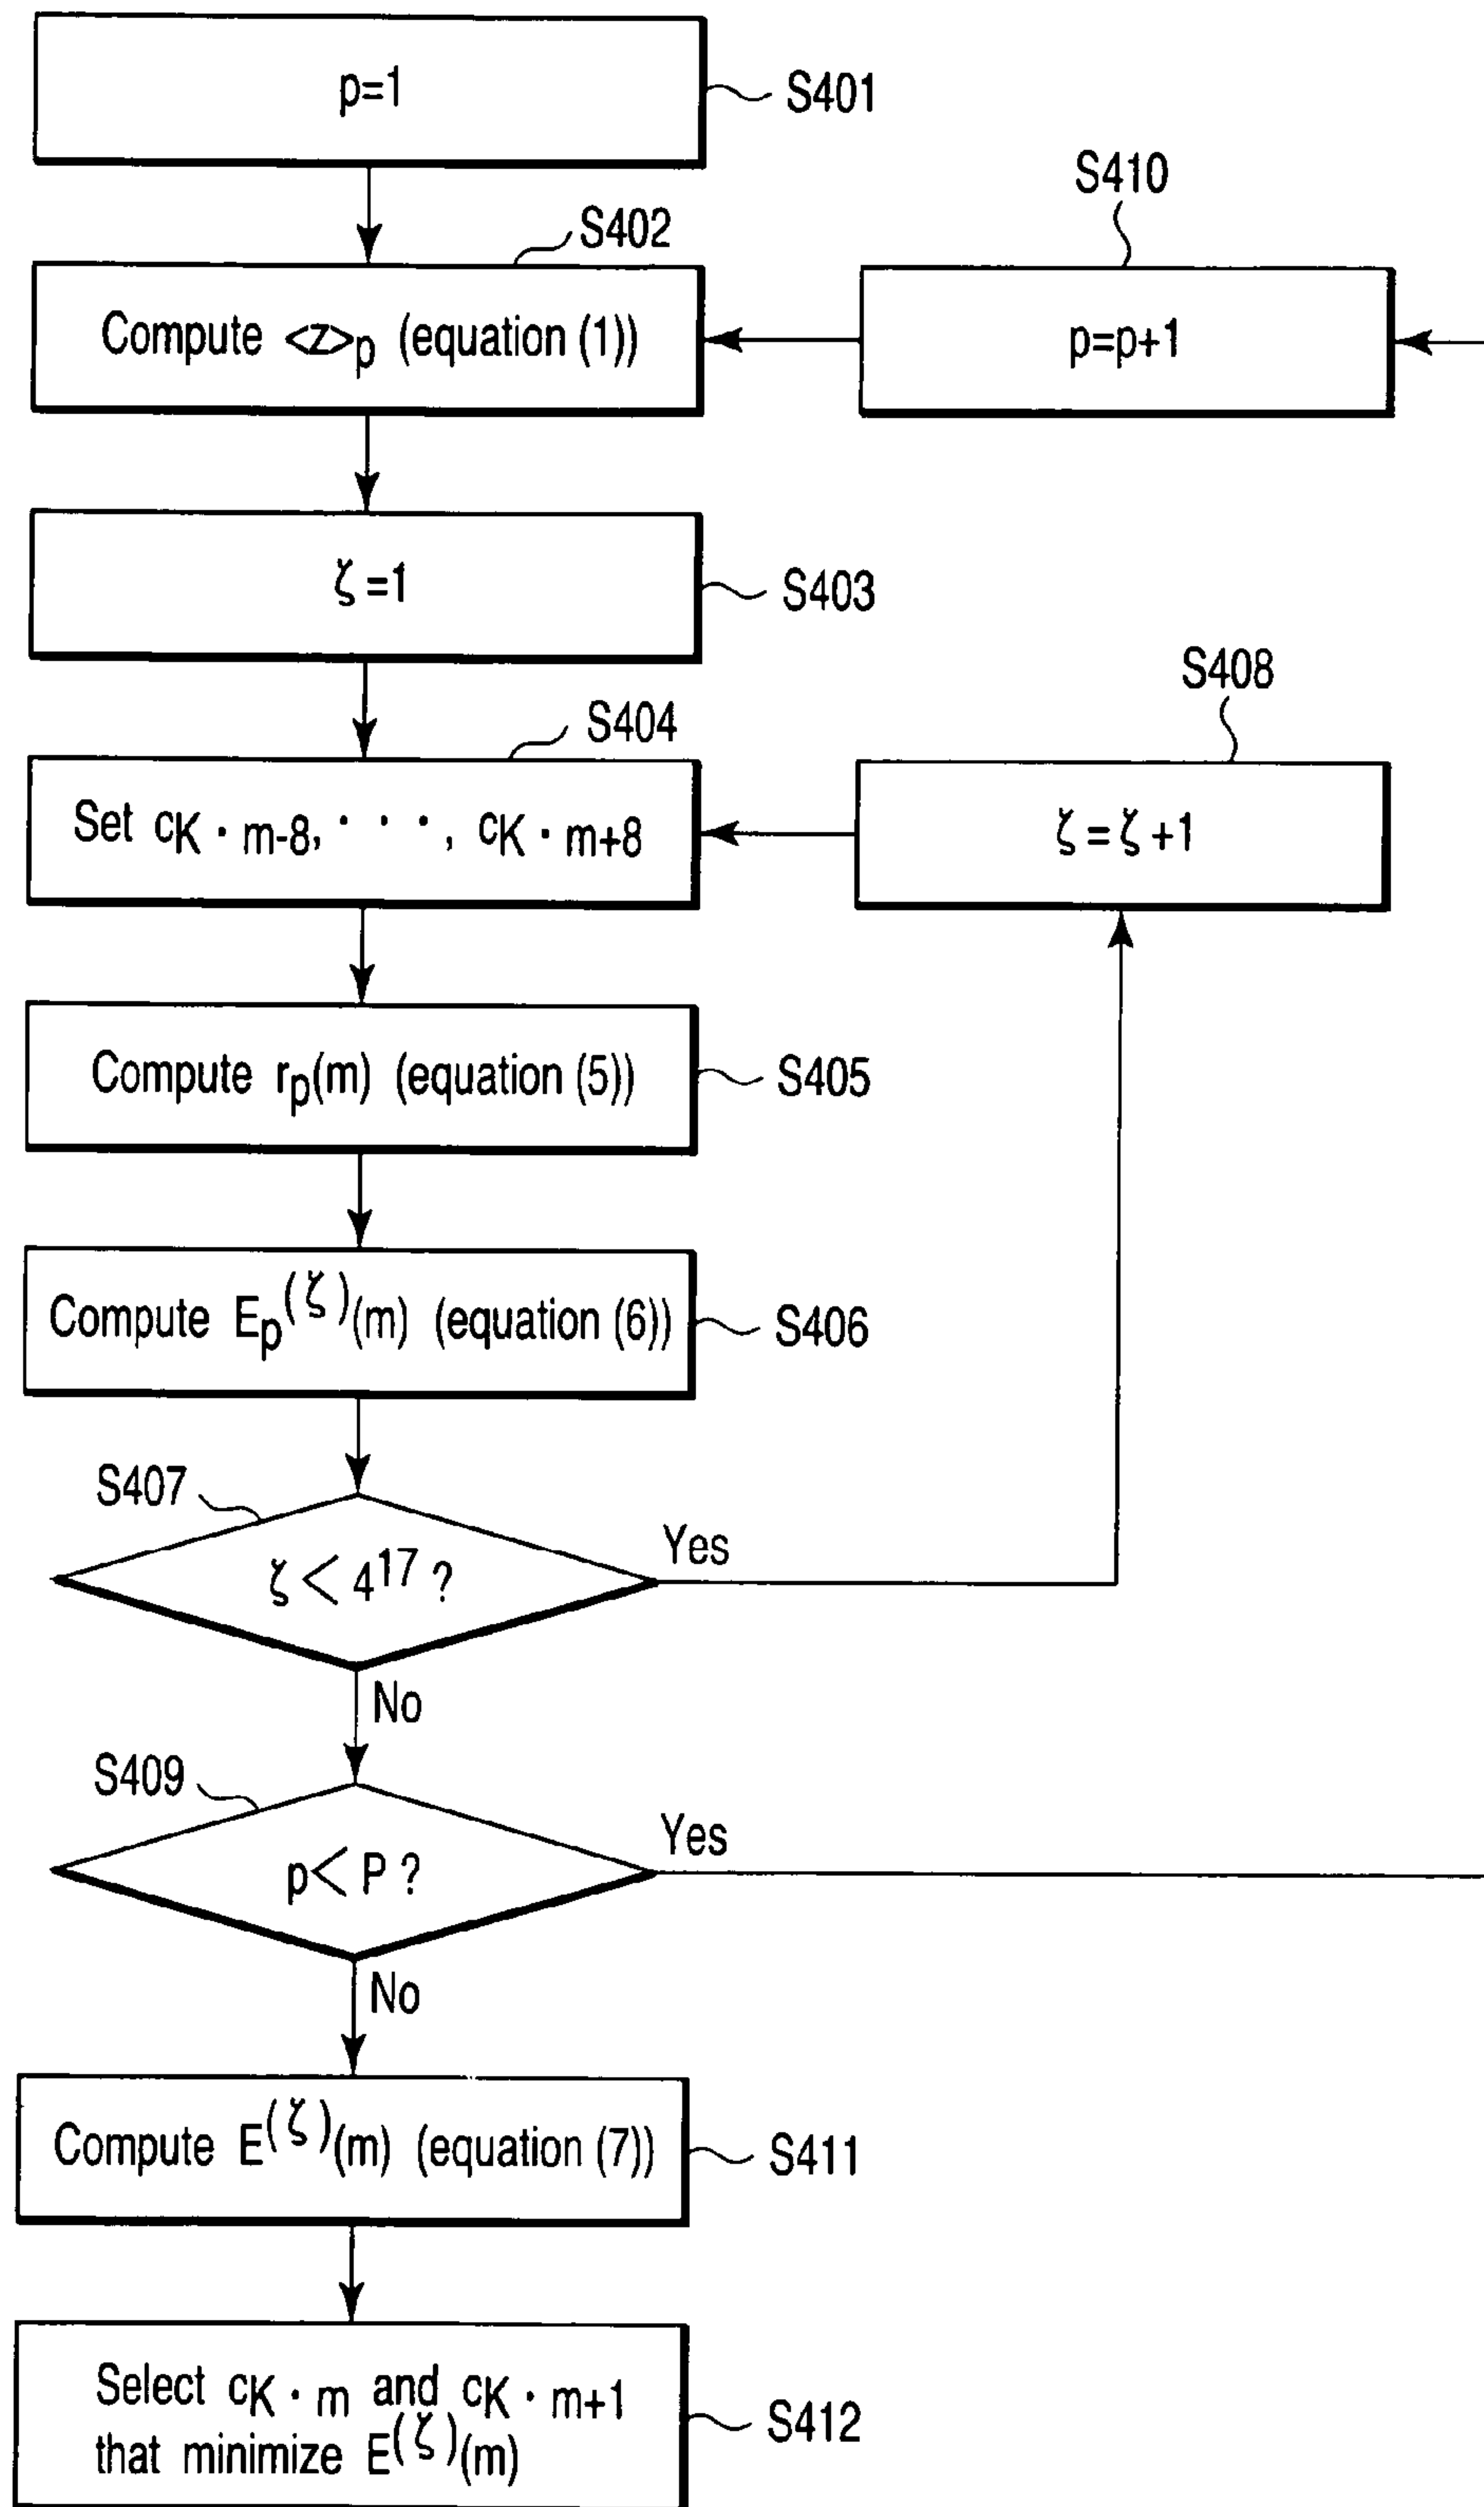 p=1
S401
S410
S402
Compute <z>p (equation (1))
p=p+1
ζ=1
S403
S408
S404
Set cK・m-8, ・・・, cK・m+8
ζ=ζ+1
Compute rp(m) (equation (5))
S405
Compute Ep(ζ)(m) (equation (6))
S406
S407
ζ<4^17?
Yes
No
S409
p<P?
Yes
No
Compute E(ζ)(m) (equation (7))
S411
Select cK・m and cK・m+1
that minimize E(ζ)(m)
S412